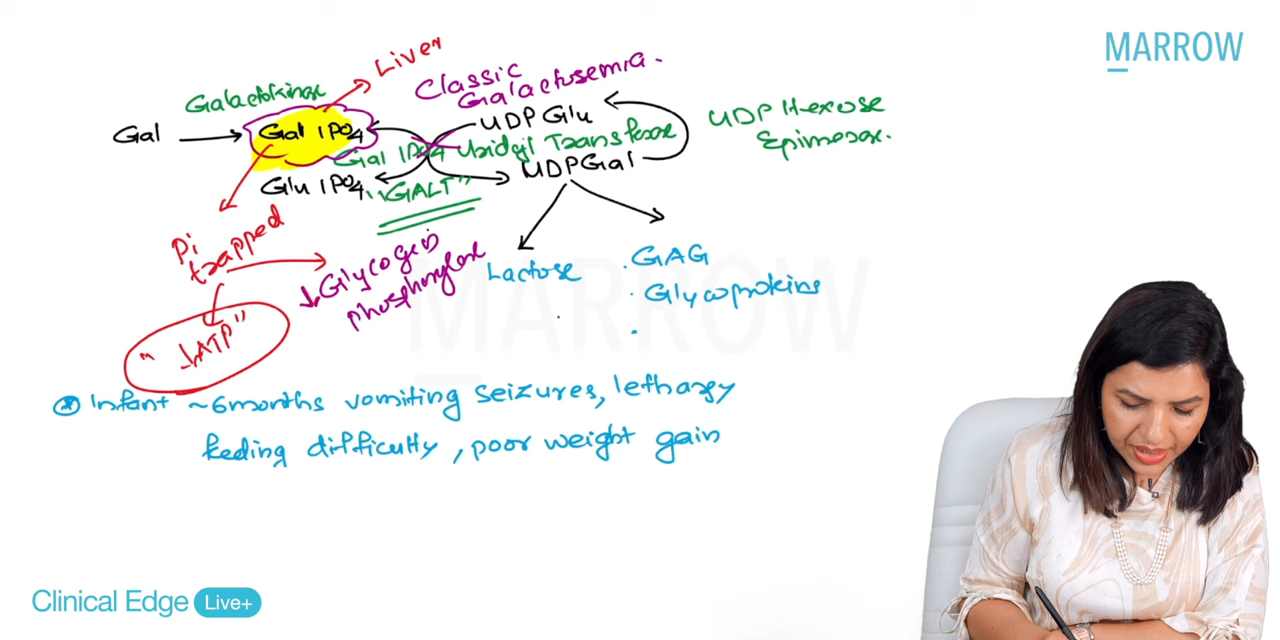 MARROW
Liver
Galactokinase
Classic
Galactosemia.
Gal
Gal 1PO4
UDPGlu
UDP Hexose
Epimerase.
Gal 1PO4 Uridyl Transferase
Glu 1PO4
"GALT"
UDPGal
Pi
trapped
↓Glycogen
phosphorylase
Lactose
. GAG
. Glycoproteins
.
"↓ATP"
MARROW
* Infant ~6months vomiting seizures, lethargy
feeding difficulty, poor weight gain
Clinical Edge Live+